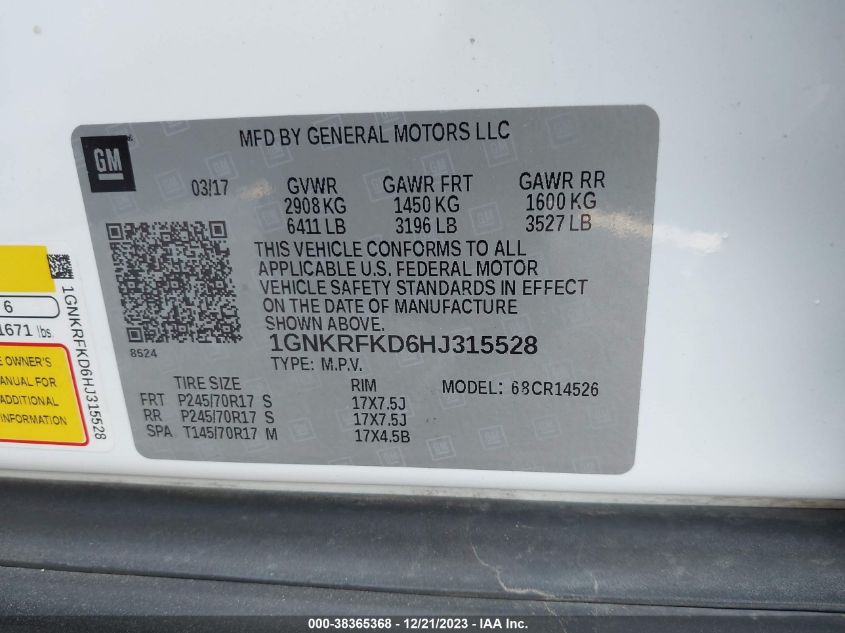 MFD BY GENERAL MOTORS LLC
GM
03/17 GVWR GAWR FRT GAWR RR
2908 KG 1450 KG 1600 KG
6411 LB 3196 LB 3527 LB
THIS VEHICLE CONFORMS TO ALL
APPLICABLE U.S. FEDERAL MOTOR
VEHICLE SAFETY STANDARDS IN EFFECT
ON THE DATE OF MANUFACTURE
SHOWN ABOVE.
8624
1GNKRFKD6HJ315528
TYPE: M.P.V.
TIRE SIZE RIM MODEL: 68CR14526
FRT P245/70R17 S 17X7.5J
RR P245/70R17 S 17X7.5J
SPA T145/70R17 M 17X4.5B
6
1671 lbs.
OWNER'S
MANUAL FOR
ADDITIONAL
INFORMATION
1GNKRFKD6HJ315528
000-38365368 - 12/21/2023 - IAAI Inc.